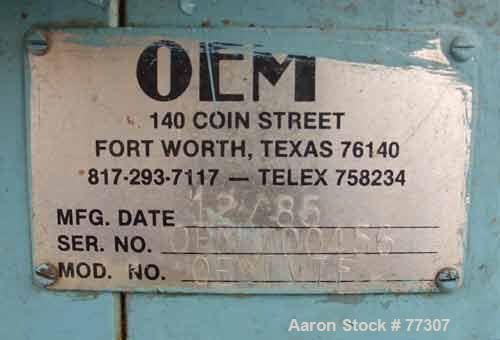 OEM
140 COIN STREET
FORT WORTH, TEXAS 76140
817-293-7117 — TELEX 758234
MFG. DATE 12/85
SER. NO.
MOD. NO.
Aaron Stock # 77307